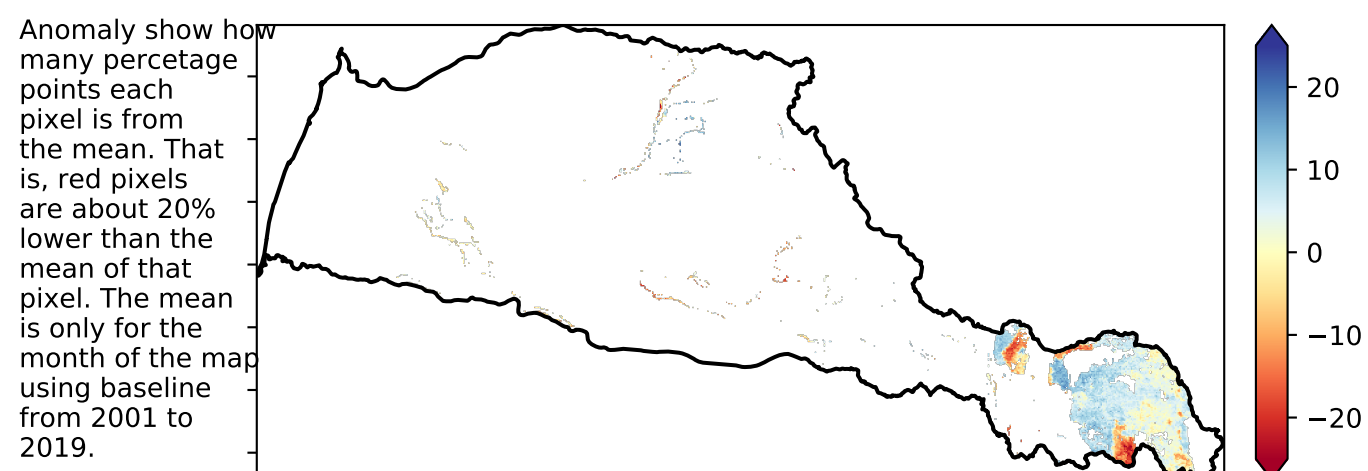 Anomaly show how
many percetage
points each
pixel is from
the mean. That
is, red pixels
are about 20%
lower than the
mean of that
pixel. The mean
is only for the
month of the map
using baseline
from 2001 to
2019.
20
10
0
−10
−20